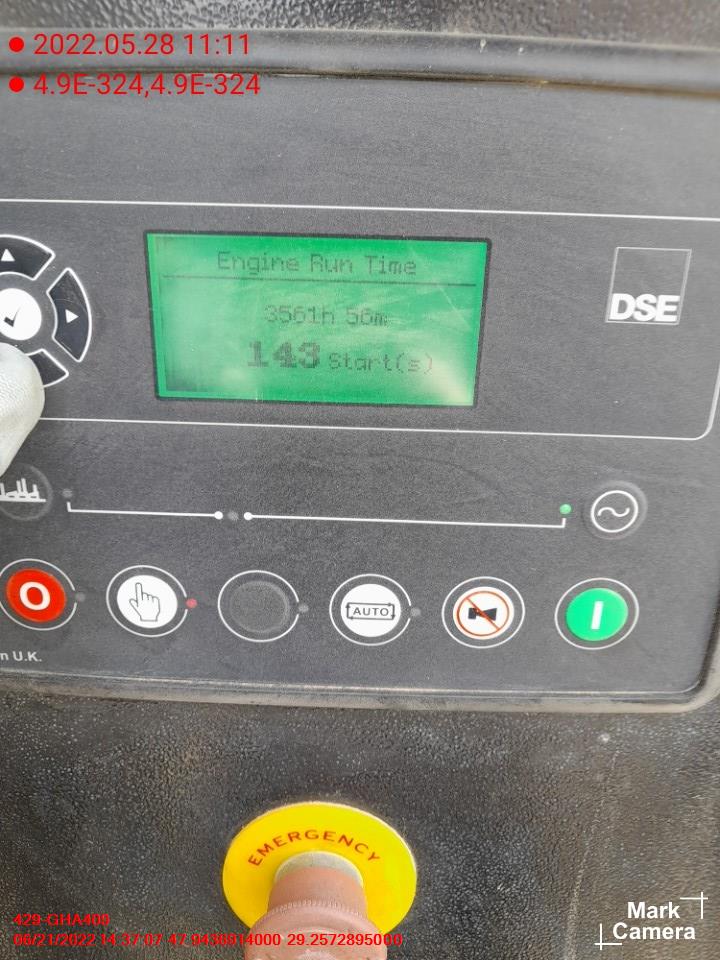 2022.05.28 11:11
4.9E-324,4.9E-324
Engine Run Time
3561h 56m
143 Start(s)
DSE
AUTO
n U.K.
EMERGENCY
429-GHA409
06/21/2022 14:37:07 47.9436914000 29.2572895000
Mark
Camera